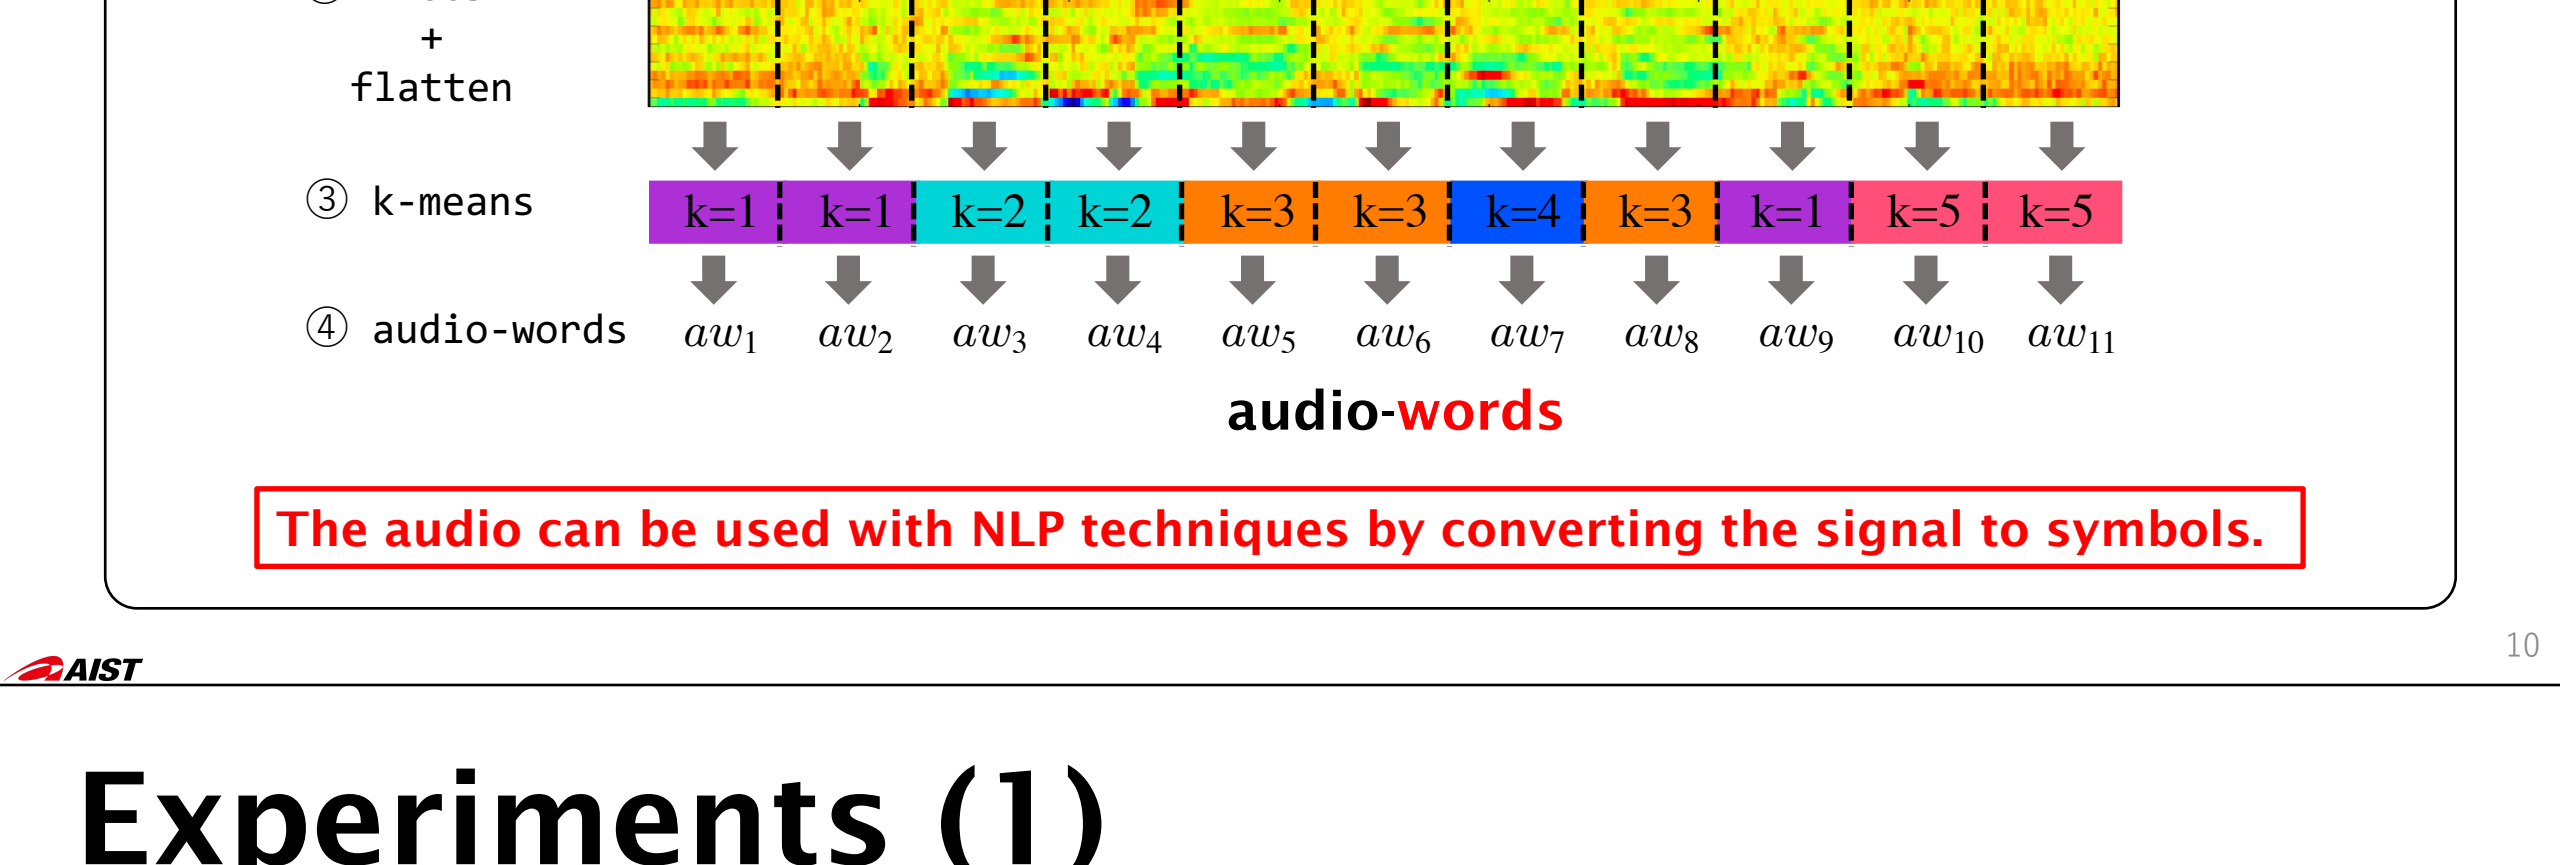 +
flatten
③ k-means
k=1 k=1 k=2 k=2 k=3 k=3 k=4 k=3 k=1 k=5 k=5
④ audio-words aw₁ aw₂ aw₃ aw₄ aw₅ aw₆ aw₇ aw₈ aw₉ aw₁₀ aw₁₁
audio-words
The audio can be used with NLP techniques by converting the signal to symbols.
10
AIST
Experiments (1)